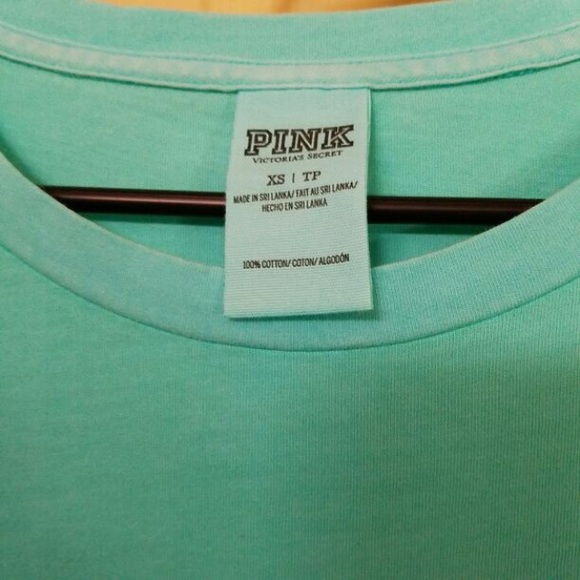 PINK
VICTORIA'S SECRET
XS | TP
MADE IN SRI LANKA/ FAIT AU SRI LANKA/
HECHO EN SRI LANKA
100% COTTON/ COTON/ ALGODÓN